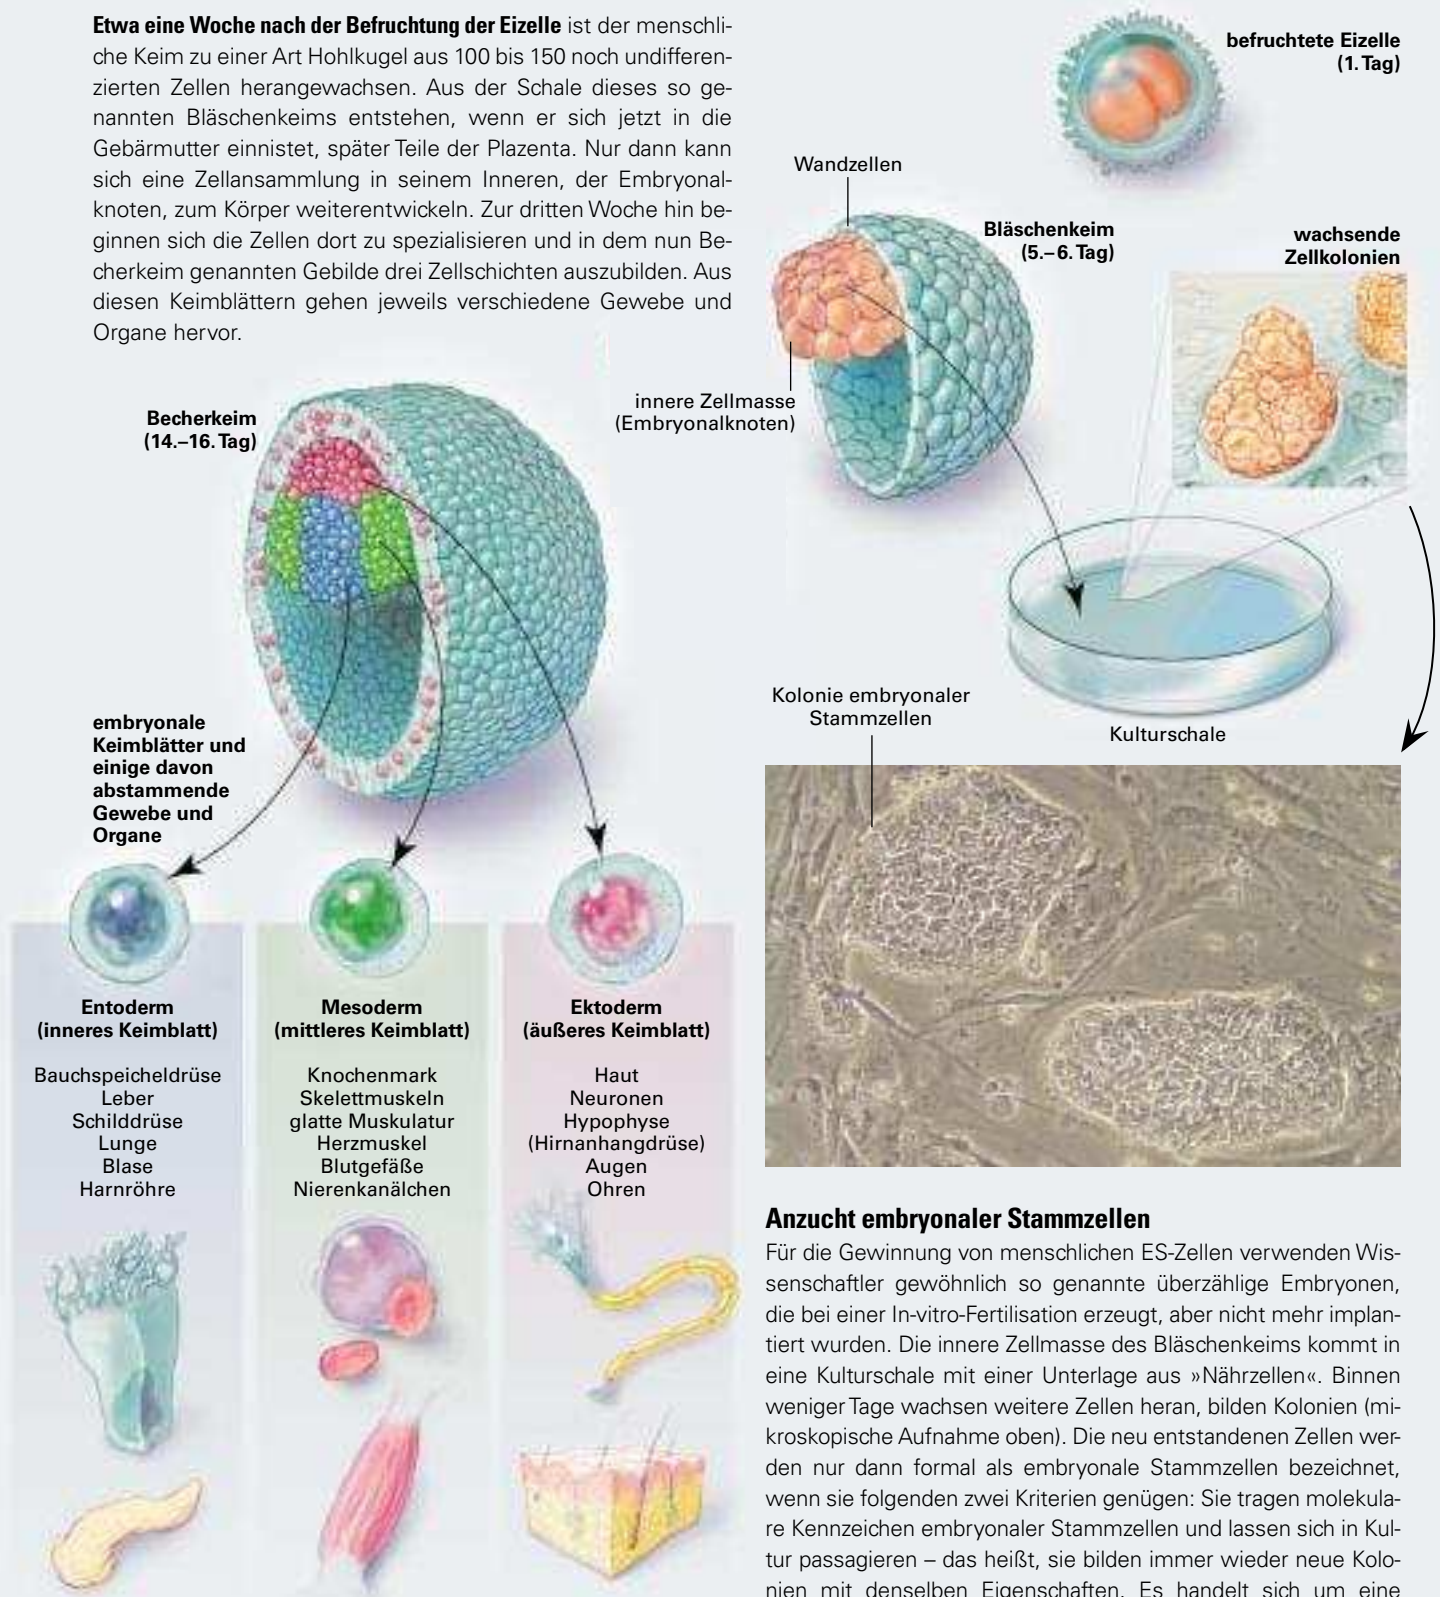 Etwa eine Woche nach der Befruchtung der Eizelle ist der menschli-
che Keim zu einer Art Hohlkugel aus 100 bis 150 noch undifferen-
zierten Zellen herangewachsen. Aus der Schale dieses so ge-
nannten Bläschenkeims entstehen, wenn er sich jetzt in die
Gebärmutter einnistet, später Teile der Plazenta. Nur dann kann
sich eine Zellansammlung in seinem Inneren, der Embryonal-
knoten, zum Körper weiterentwickeln. Zur dritten Woche hin be-
ginnen sich die Zellen dort zu spezialisieren und in dem nun Be-
cherkeim genannten Gebilde drei Zellschichten auszubilden. Aus
diesen Keimblättern gehen jeweils verschiedene Gewebe und
Organe hervor.
befruchtete Eizelle
(1. Tag)
Wandzellen
Bläschenkeim
(5.–6. Tag)
wachsende
Zellkolonien
innere Zellmasse
(Embryonalknoten)
Becherkeim
(14.–16. Tag)
Kulturschale
Kolonie embryonaler
Stammzellen
embryonale
Keimblätter und
einige davon
abstammende
Gewebe und
Organe
Entoderm
(inneres Keimblatt)
Bauchspeicheldrüse
Leber
Schilddrüse
Lunge
Blase
Harnröhre
Mesoderm
(mittleres Keimblatt)
Knochenmark
Skelettmuskeln
glatte Muskulatur
Herzmuskel
Blutgefäße
Nierenkanälchen
Ektoderm
(äußeres Keimblatt)
Haut
Neuronen
Hypophyse
(Hirnanhangdrüse)
Augen
Ohren
Anzucht embryonaler Stammzellen
Für die Gewinnung von menschlichen ES-Zellen verwenden Wis-
senschaftler gewöhnlich so genannte überzählige Embryonen,
die bei einer In-vitro-Fertilisation erzeugt, aber nicht mehr implan-
tiert wurden. Die innere Zellmasse des Bläschenkeims kommt in
eine Kulturschale mit einer Unterlage aus »Nährzellen«. Binnen
weniger Tage wachsen weitere Zellen heran, bilden Kolonien (mi-
kroskopische Aufnahme oben). Die neu entstandenen Zellen wer-
den nur dann formal als embryonale Stammzellen bezeichnet,
wenn sie folgenden zwei Kriterien genügen: Sie tragen molekula-
re Kennzeichen embryonaler Stammzellen und lassen sich in Kul-
tur passagieren – das heißt, sie bilden immer wieder neue Kolo-
nien mit denselben Eigenschaften. Es handelt sich um eine